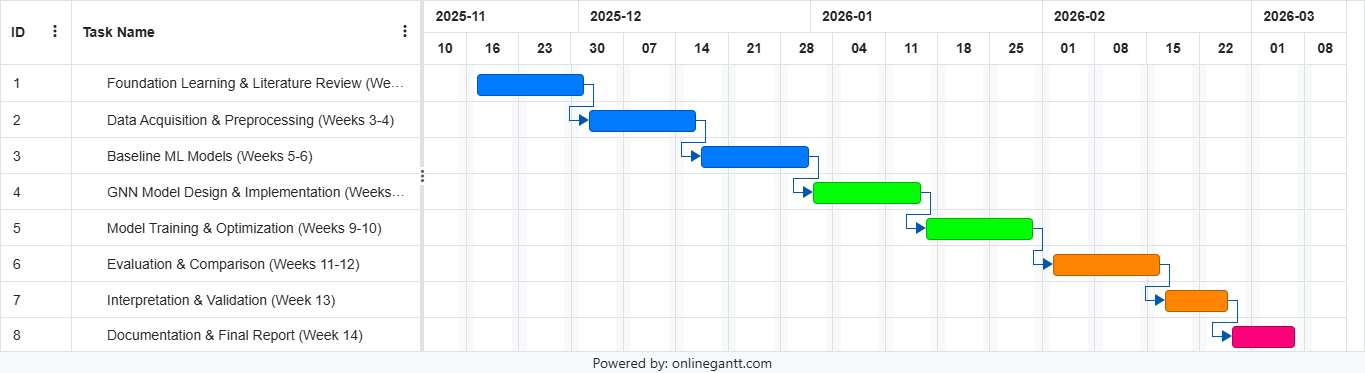 ID Task Name 2025-11 2025-12 2026-01 2026-02 2026-03
10 16 23 30 07 14 21 28 04 11 18 25 01 08 15 22 01 08
1 Foundation Learning & Literature Review (We...
2 Data Acquisition & Preprocessing (Weeks 3-4)
3 Baseline ML Models (Weeks 5-6)
4 GNN Model Design & Implementation (Weeks...
5 Model Training & Optimization (Weeks 9-10)
6 Evaluation & Comparison (Weeks 11-12)
7 Interpretation & Validation (Week 13)
8 Documentation & Final Report (Week 14)
Powered by: onlinegantt.com